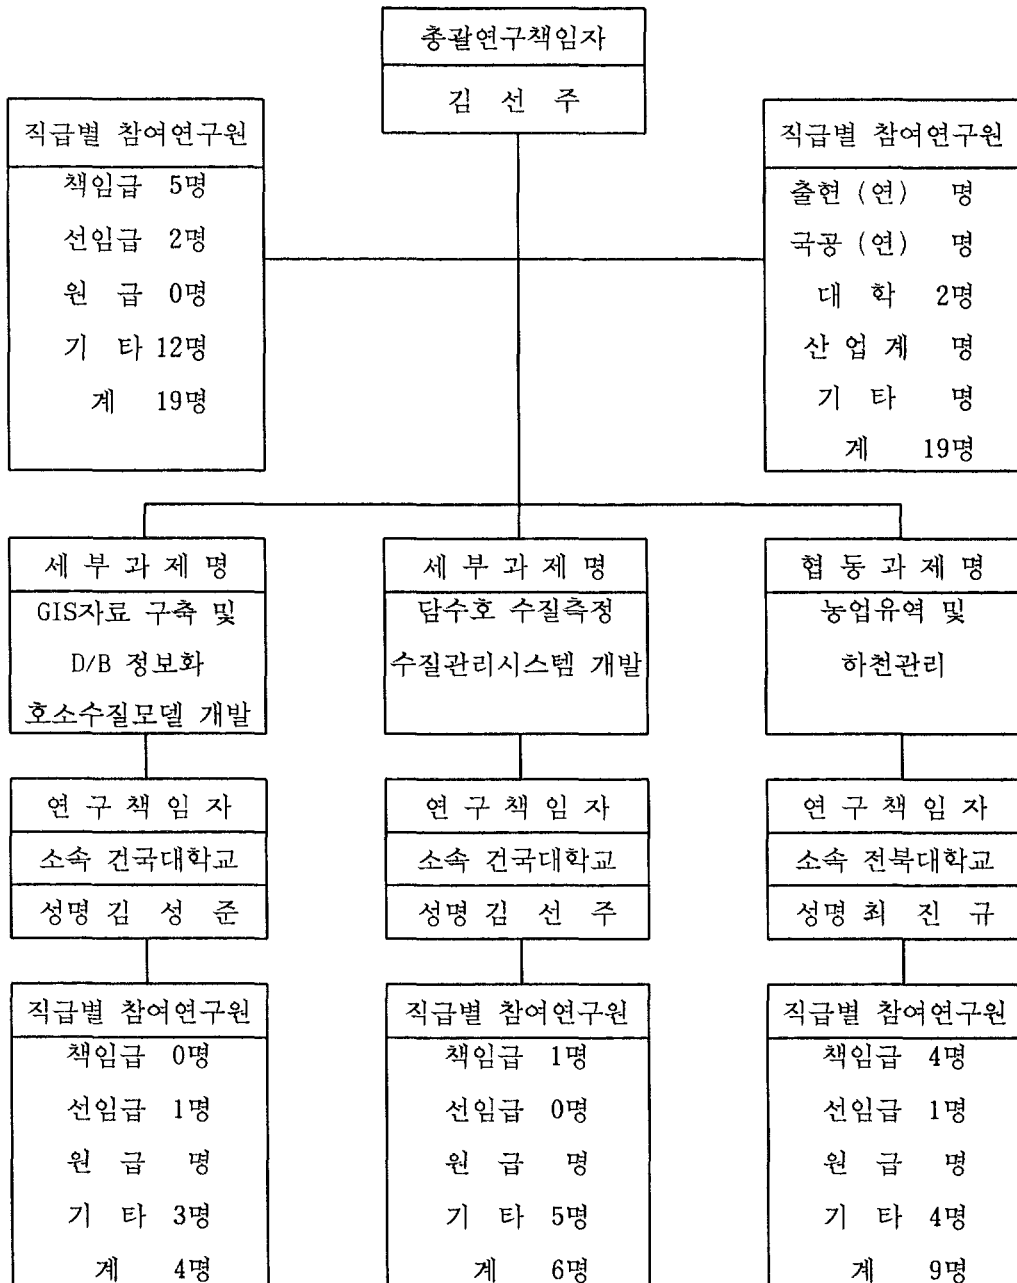 총괄연구책임자
김 선 주
직급별 참여연구원
책임급 5명
선임급 2명
원 급 0명
기 타 12명
계 19명
직급별 참여연구원
출현 (연) 명
국공 (연) 명
대 학 2명
산 업 계 명
기 타 명
계 19명
세 부 과 제 명
GIS자료 구축 및
D/B 정보화
호소수질모델 개발
연 구 책 임 자
소속 건국대학교
성명 김 성 준
직급별 참여연구원
책임급 0명
선임급 1명
원 급 명
기 타 3명
계 4명
세 부 과 제 명
담수호 수질측정
수질관리시스템 개발
연 구 책 임 자
소속 건국대학교
성명 김 선 주
직급별 참여연구원
책임급 1명
선임급 0명
원 급 명
기 타 5명
계 6명
협 동 과 제 명
농업유역 및
하천관리
연 구 책 임 자
소속 전북대학교
성명 최 진 규
직급별 참여연구원
책임급 4명
선임급 1명
원 급 명
기 타 4명
계 9명